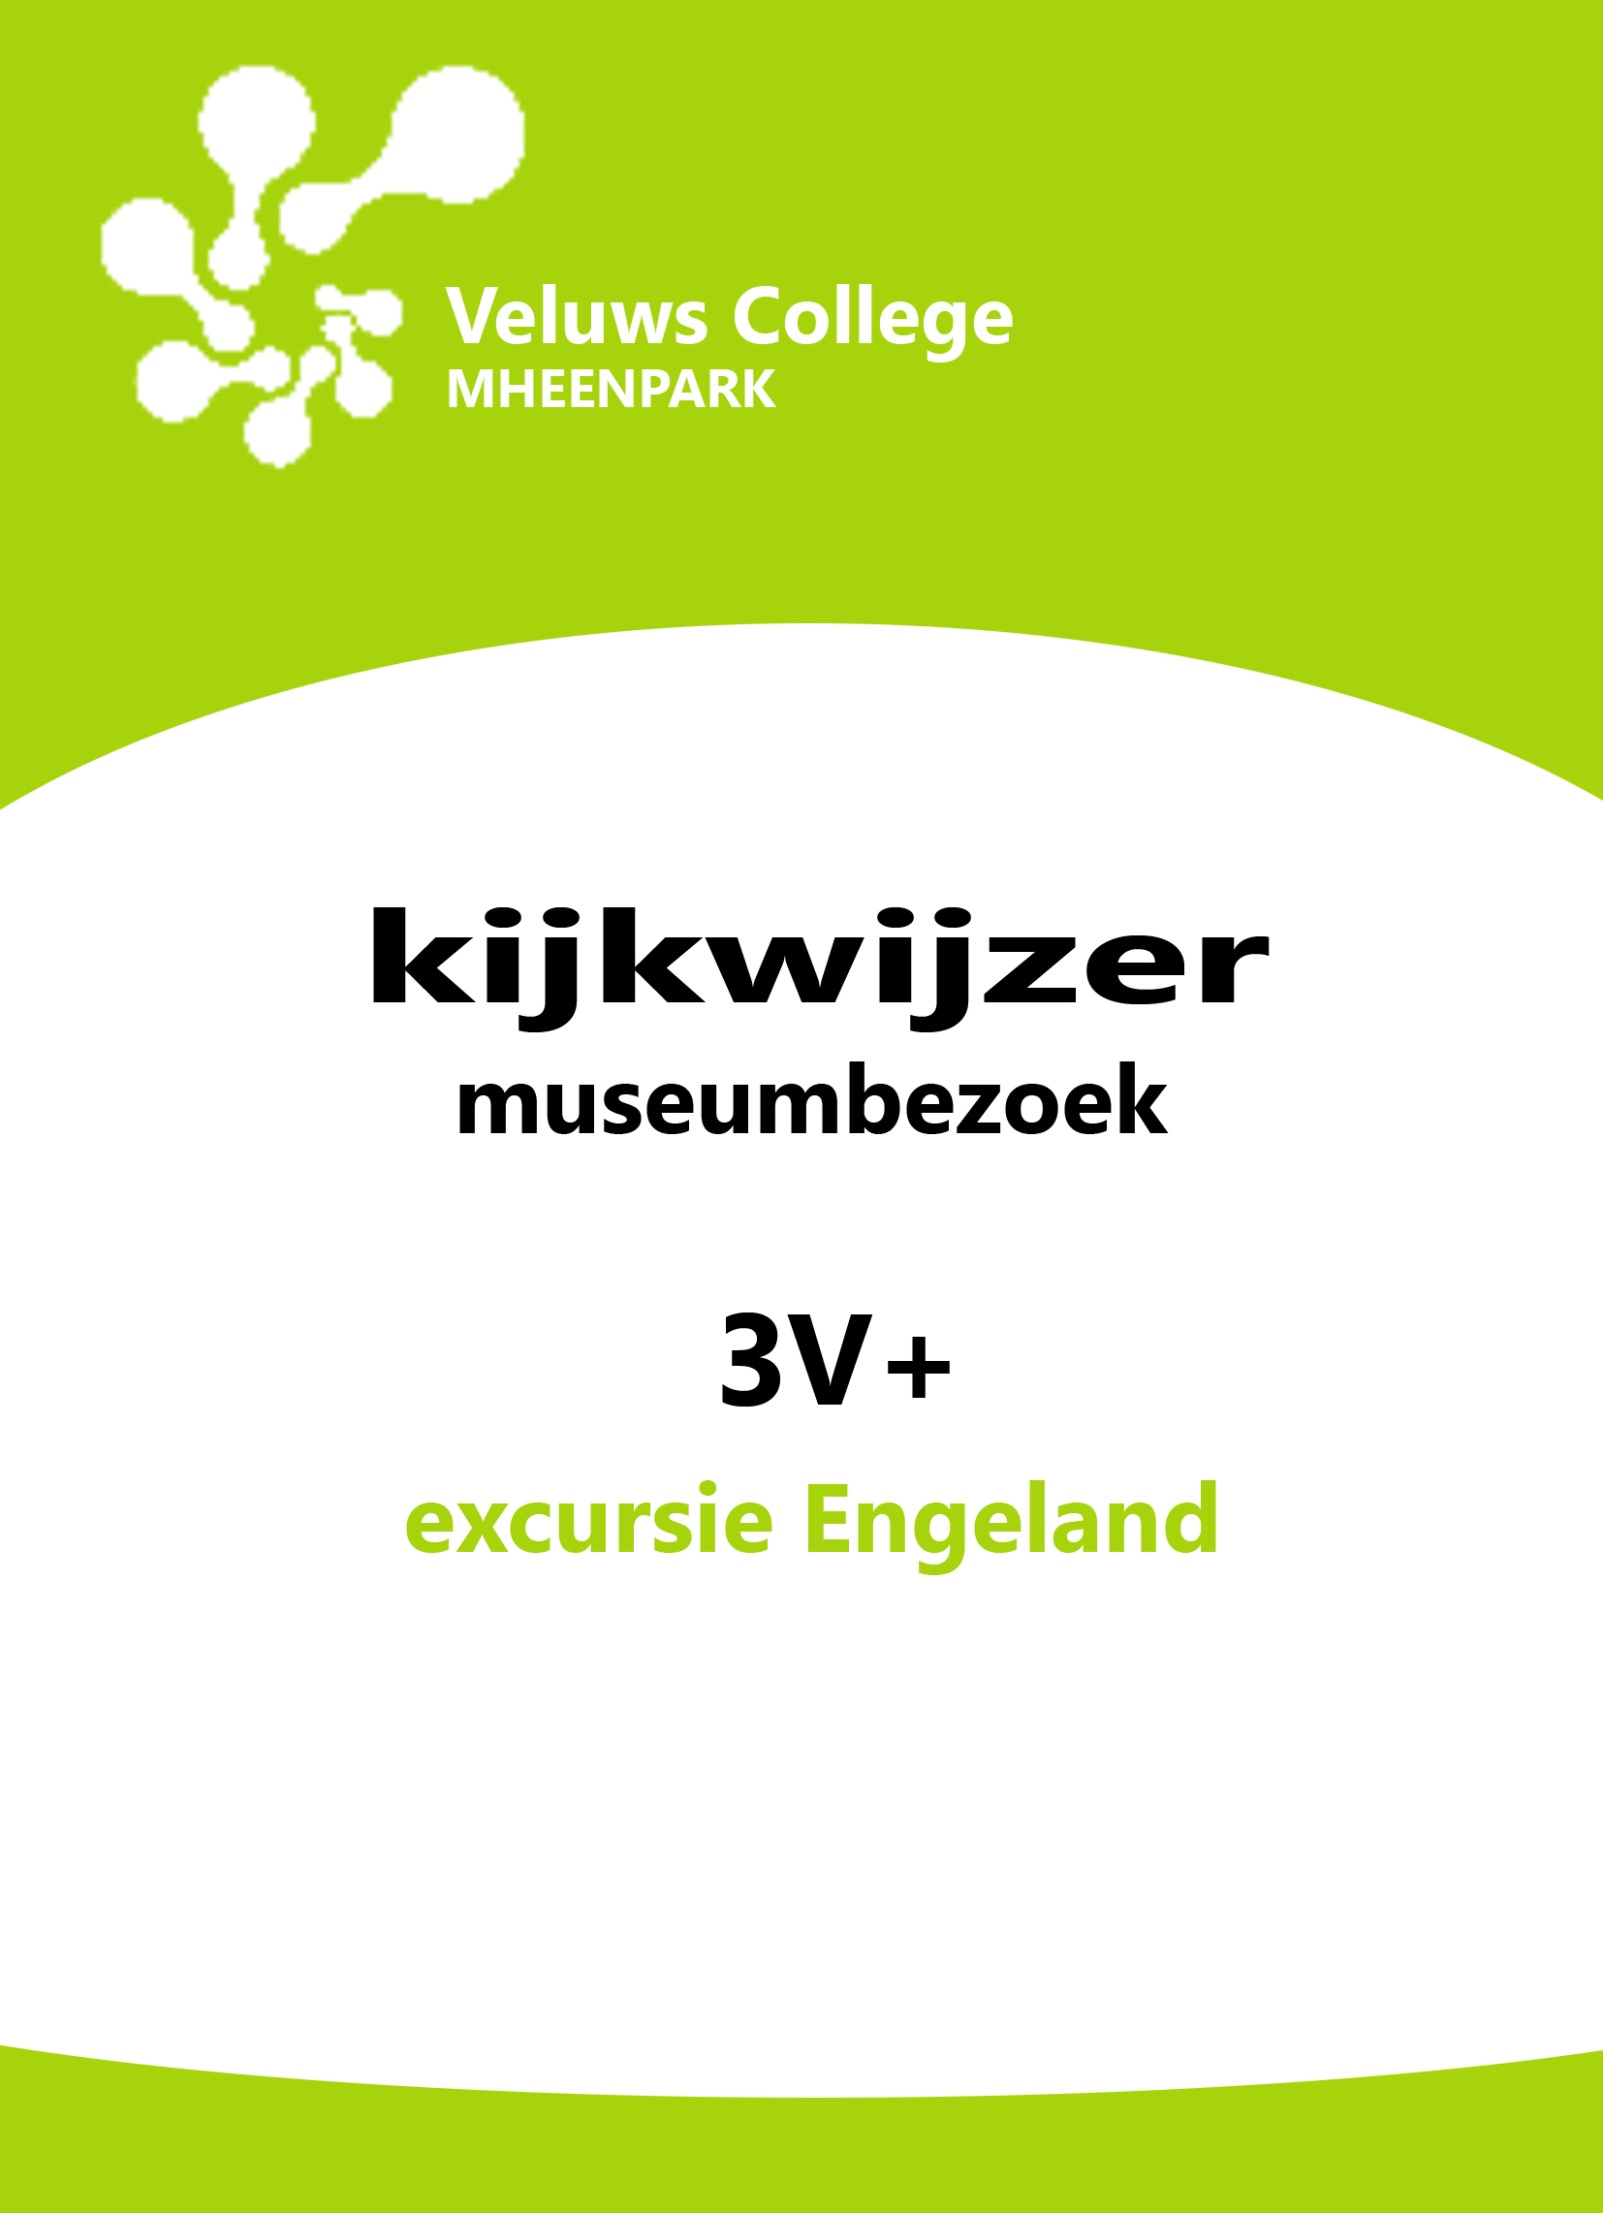 Veluws College
MHEENPARK
kijkwijzer
museumbezoek
3V+
excursie Engeland